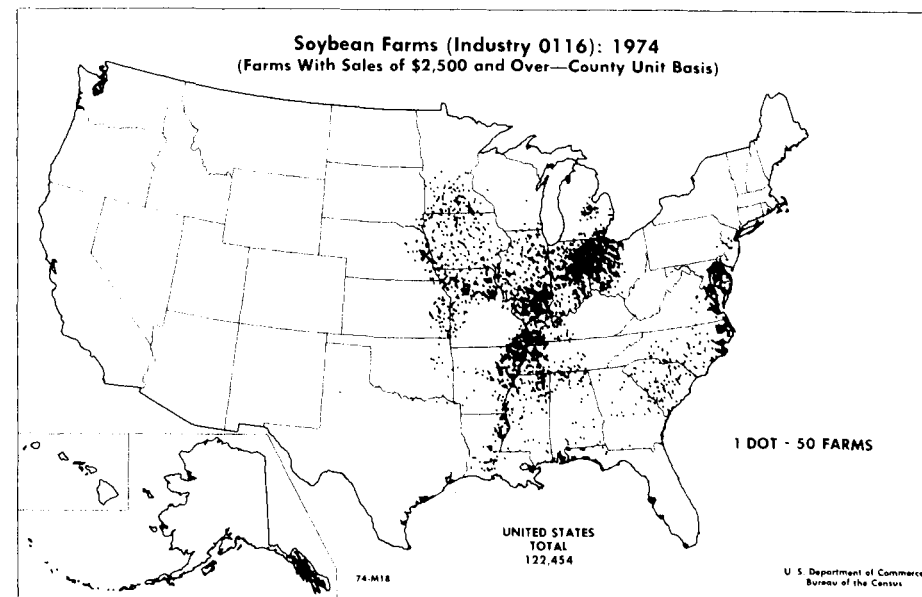 Soybean Farms (Industry 0116): 1974
(Farms With Sales of $2,500 and Over—County Unit Basis)
1 DOT - 50 FARMS
UNITED STATES
TOTAL
122,454
74-M18
U S. Department of Commerce
Bureau of the Census